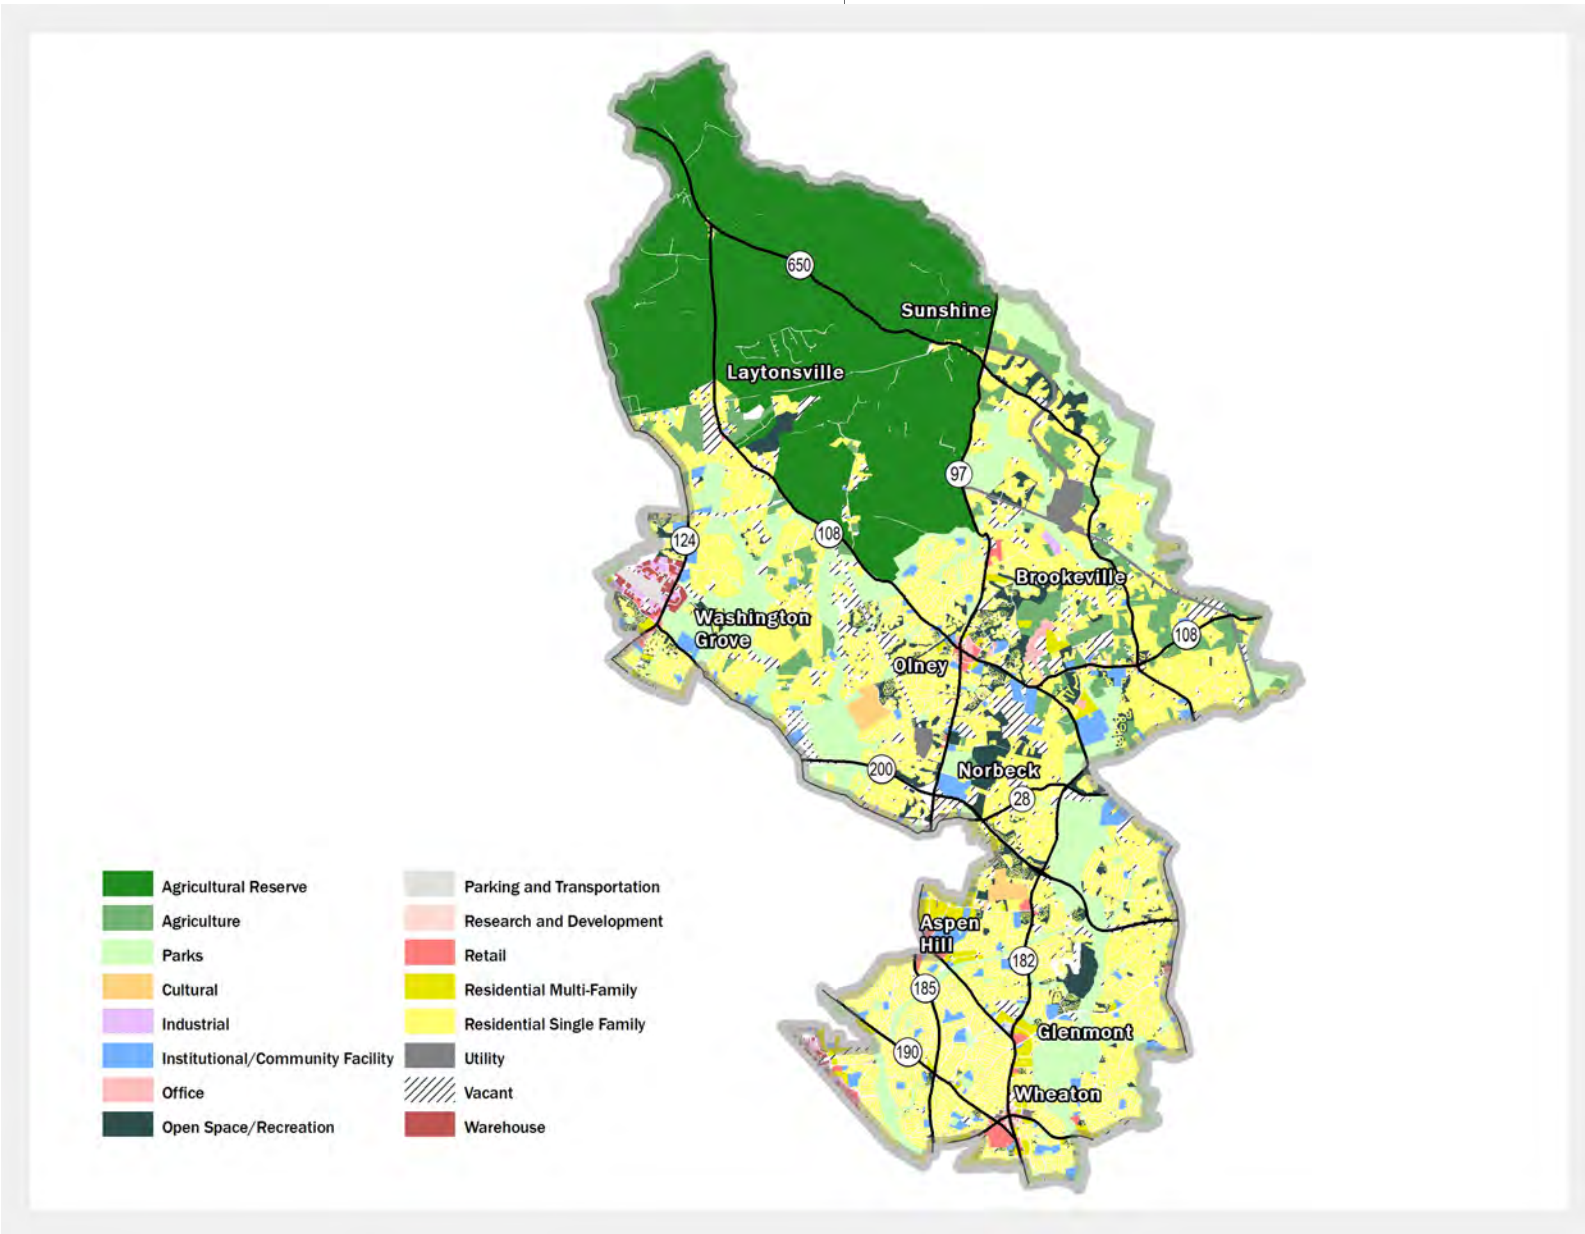 650
Sunshine
Laytonsville
97
108
124
Brookeville
Washington
Grove
108
Olney
200
Norbeck
28
Aspen
Hill
182
185
Glenmont
190
Wheaton
Agricultural Reserve
Agriculture
Parks
Cultural
Industrial
Institutional/Community Facility
Office
Open Space/Recreation
Parking and Transportation
Research and Development
Retail
Residential Multi-Family
Residential Single Family
Utility
Vacant
Warehouse